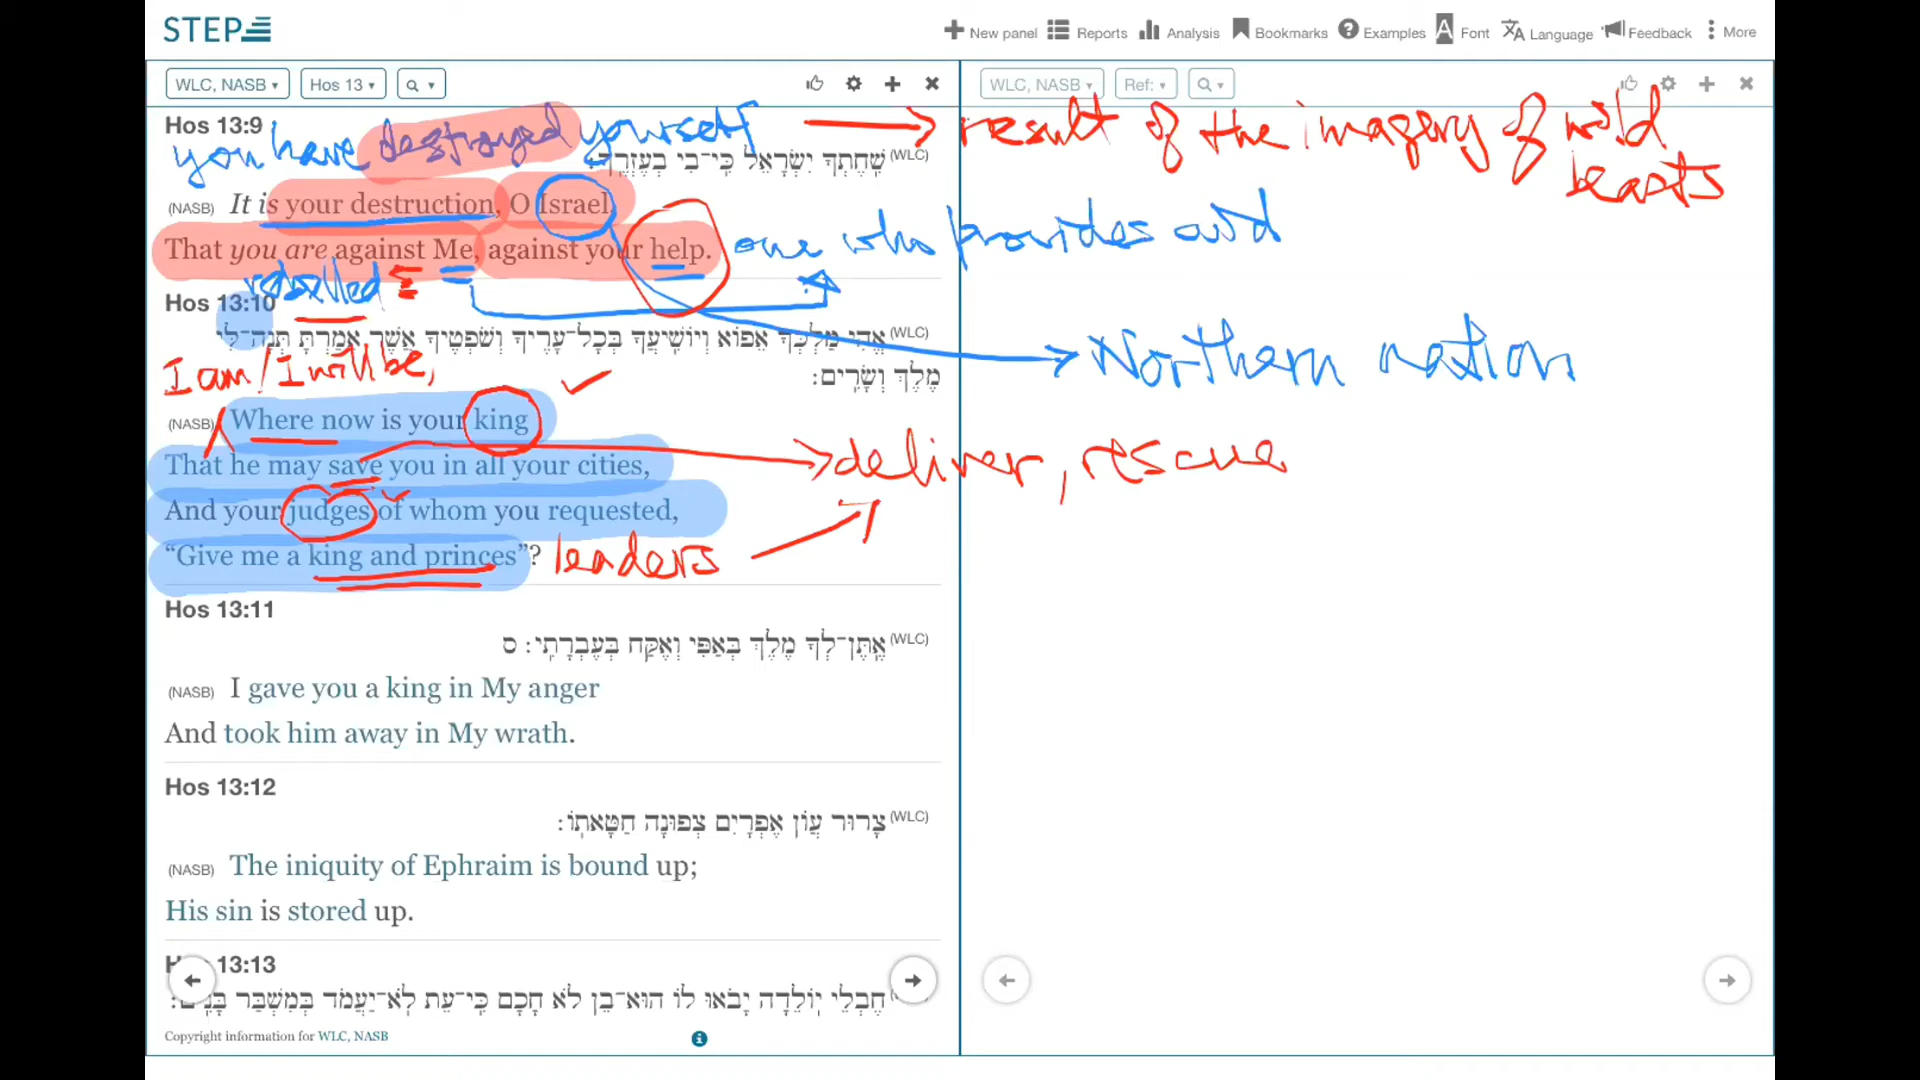 STEP
New panel Reports Analysis Bookmarks Examples Font Language Feedback More
WLC, NASB Hos 13
WLC, NASB Ref:
Hos 13:9
you have destroyed yourself → result of the imagery of wild beasts
(WLC) שִֽׁחֶתְךָ יִשְׂרָאֵל כִּֽי־בִי בְעֶזְרֶֽךָ׃
(NASB) It is your destruction, O Israel,
That you are against Me, against your help. one who provides aid
rebelled
Hos 13:10
→ Northern nation
(WLC) אֱהִי מַלְכְּךָ אֵפוֹא וְיוֹשִֽׁיעֲךָ בְּכָל־עָרֶיךָ וְשֹׁפְטֶיךָ אֲשֶׁר אָמַרְתָּ תְּנָה־לִּי
מֶלֶךְ וְשָׂרִֽים׃
I am/I will be,
(NASB) Where now is your king
That he may save you in all your cities, → deliver, rescue
And your judges of whom you requested,
“Give me a king and princes”? leaders
Hos 13:11
(WLC) אֶֽתֶּן־לְךָ מֶלֶךְ בְּאַפִּי וְאֶקַּח בְּעֶבְרָתִֽי׃ ס
(NASB) I gave you a king in My anger
And took him away in My wrath.
Hos 13:12
(WLC) צָרוּר עֲוֺן אֶפְרָיִם צְפוּנָה חַטָּאתֽוֹ׃
(NASB) The iniquity of Ephraim is bound up;
His sin is stored up.
13:13
חֶבְלֵי יֽוֹלֵדָה יָבֹאוּ לוֹ הוּא־בֵן לֹא חָכָם כִּֽי־עֵת לֹֽא־יַעֲמֹד בְּמִשְׁבַּר בָּנִֽים׃
Copyright information for WLC, NASB